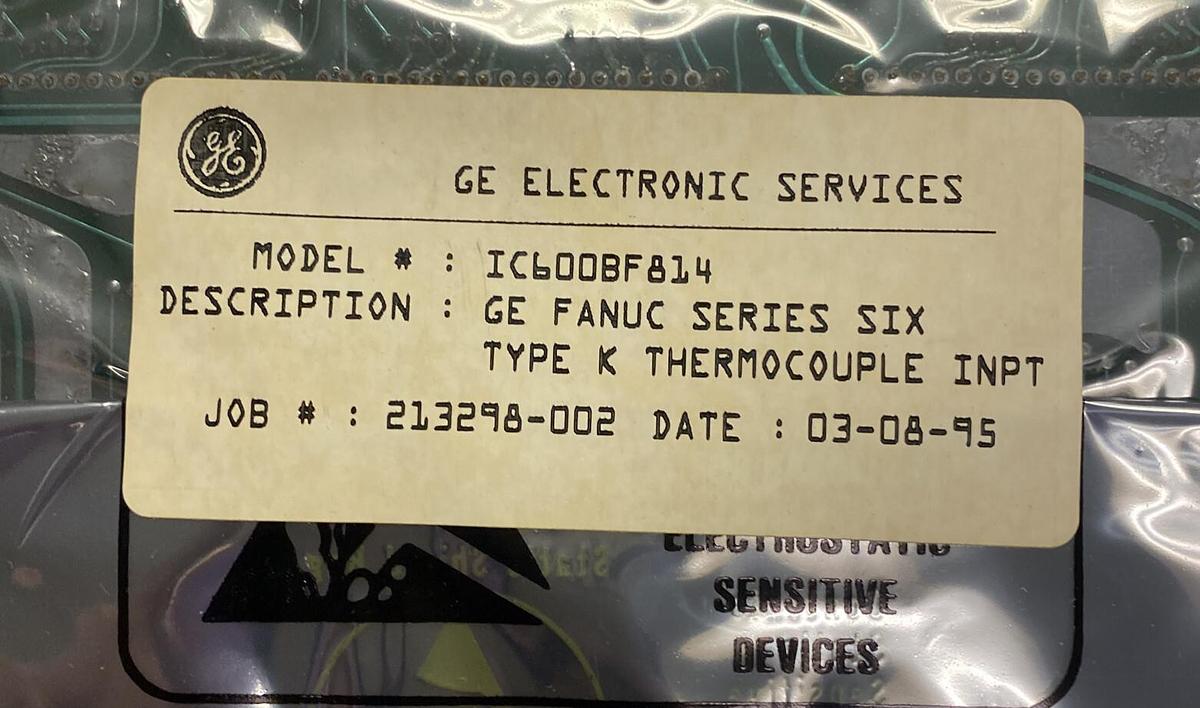 GE
GE ELECTRONIC SERVICES
MODEL # : IC600BF814
DESCRIPTION : GE FANUC SERIES SIX
TYPE K THERMOCOUPLE INPT
JOB # : 213298-002 DATE : 03-08-95
ELECTROSTATIC
SENSITIVE
DEVICES